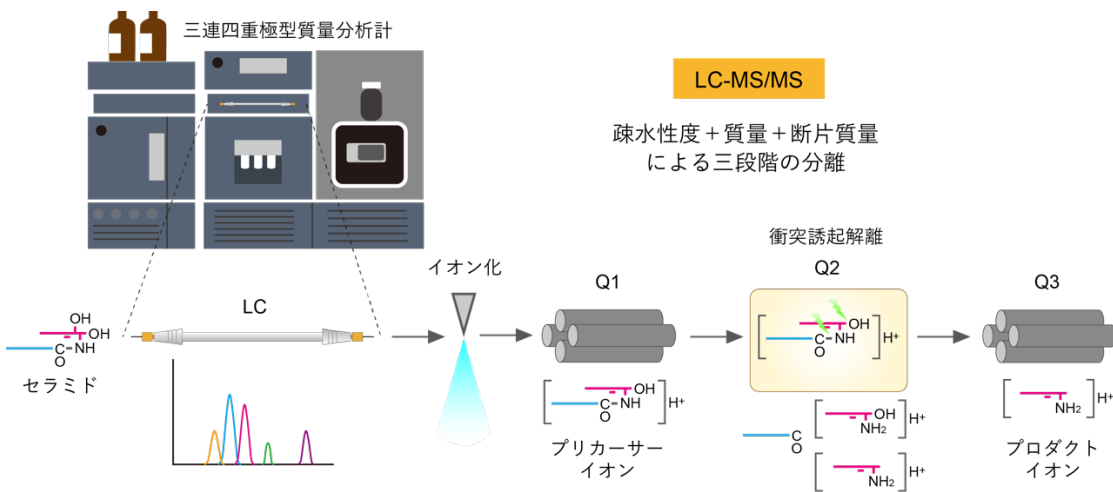 三連四重極型質量分析計
LC-MS/MS
疎水性度＋質量＋断片質量
による三段階の分離
OH
OH
C-NH
O
セラミド
LC
イオン化
Q1
OH
C-NH
O
H+
プリカーサー
イオン
衝突誘起解離
Q2
OH
C-NH
O
H+
C
O
OH
NH2
H+
NH2
H+
Q3
NH2
H+
プロダクト
イオン